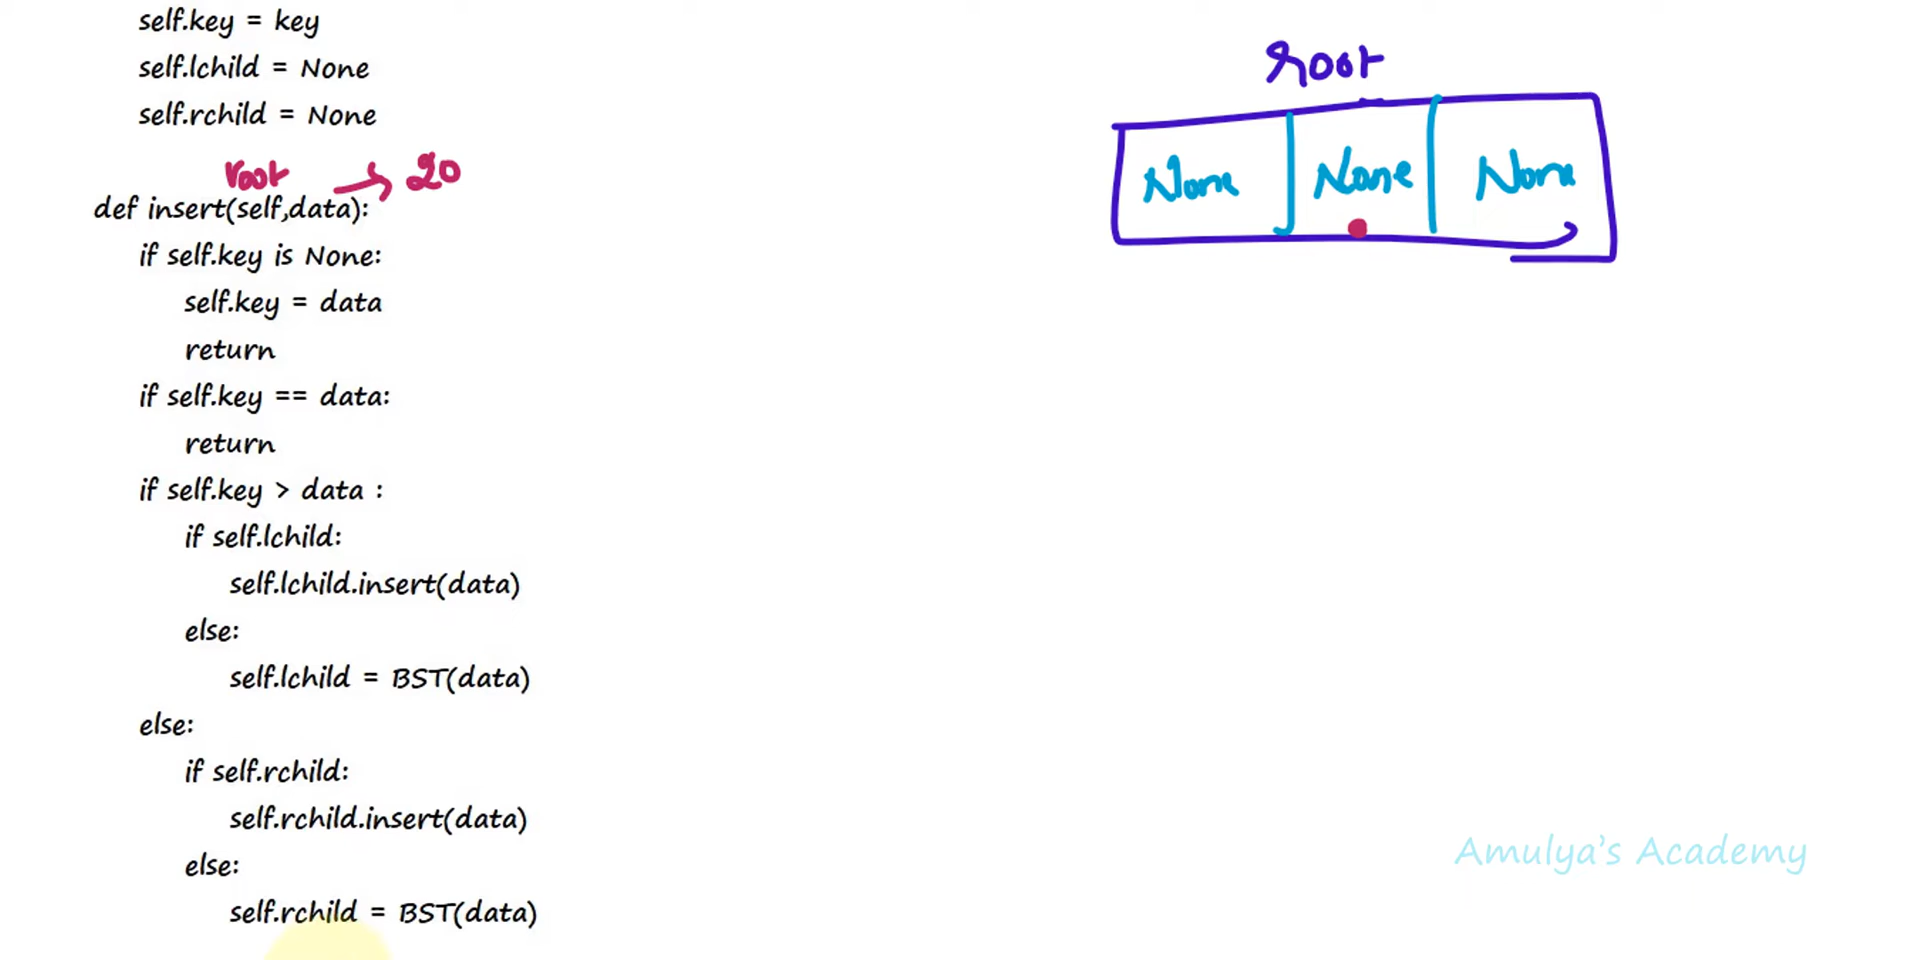 self.key = key
self.lchild = None
self.rchild = None
root → 20
def insert(self,data):
if self.key is None:
self.key = data
return
if self.key == data:
return
if self.key > data :
if self.lchild:
self.lchild.insert(data)
else:
self.lchild = BST(data)
else:
if self.rchild:
self.rchild.insert(data)
else:
self.rchild = BST(data)
root
None None None
Amulya's Academy